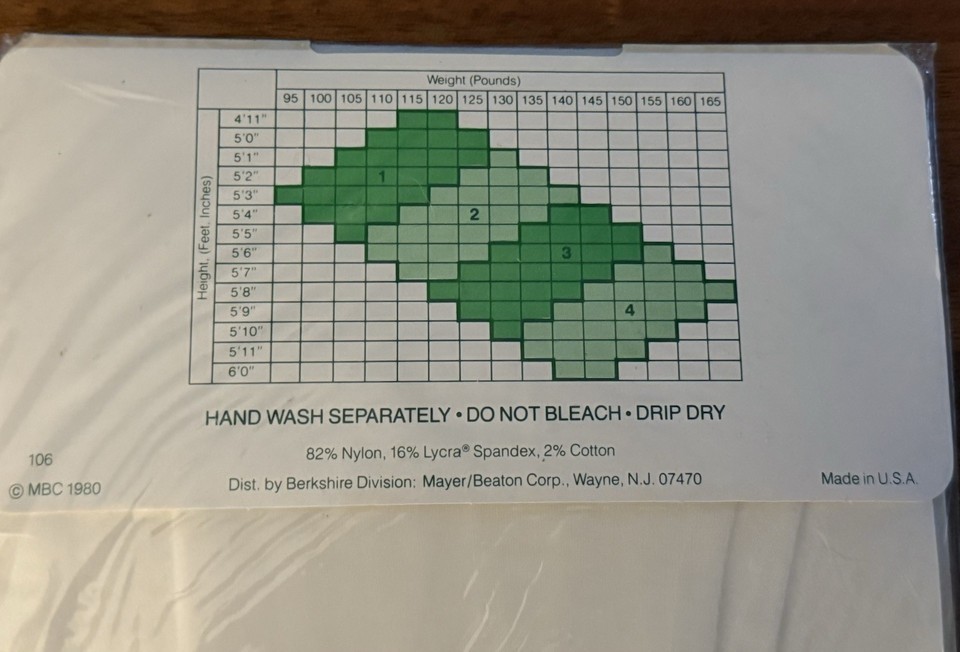 Weight (Pounds)
95 100 105 110 115 120 125 130 135 140 145 150 155 160 165
Height, (Feet, Inches)
4'11"
5'0"
5'1"
5'2" 1
5'3"
5'4" 2
5'5"
5'6" 3
5'7"
5'8"
5'9" 4
5'10"
5'11"
6'0"
HAND WASH SEPARATELY • DO NOT BLEACH • DRIP DRY
82% Nylon, 16% Lycra® Spandex, 2% Cotton
106
Dist. by Berkshire Division: Mayer/Beaton Corp., Wayne, N.J. 07470
© MBC 1980
Made in U.S.A.